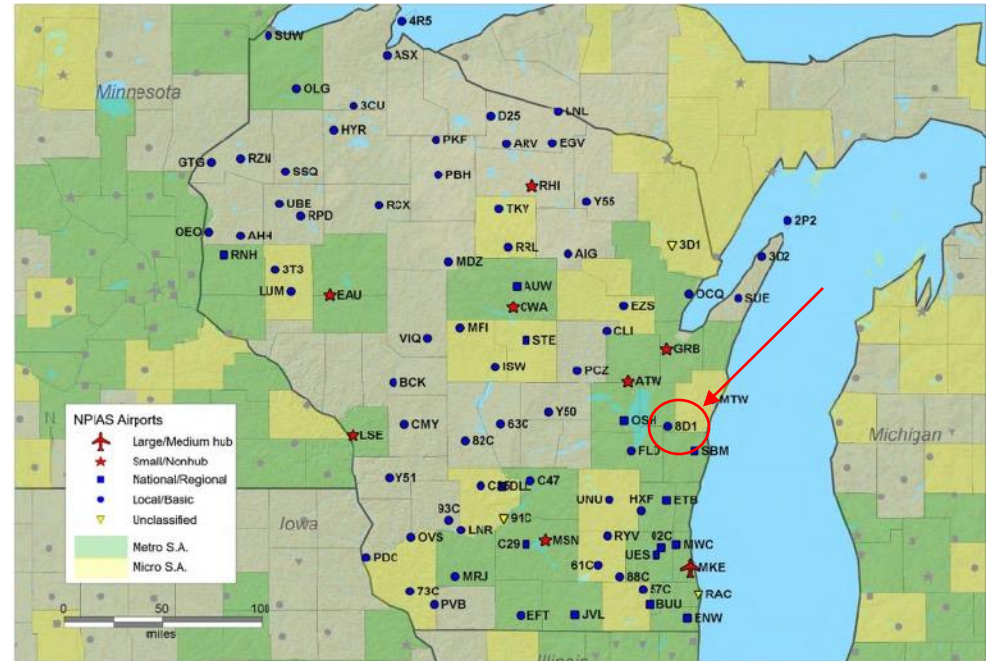 4R5
SUW
ASX
Minnesota
OLG
3CU
D25
LNL
HYR
PKF
ARV
EGV
GTG
RZN
SSQ
PBH
RHI
UBE
RPD
RCX
TKY
Y55
2P2
OEO
AHH
RNH
RRL
AIG
3D1
3D2
3T3
MDZ
LUM
EAU
AUW
CWA
EZS
OCQ
SUE
VIQ
MFI
STE
CLI
GRB
ISW
PCZ
ATW
BCK
MTW
NPIAS Airports
Large/Medium hub
Small/Nonhub
National/Regional
Local/Basic
Unclassified
Metro S.A.
Micro S.A.
LSE
CMY
82C
63C
Y50
OSH
8D1
FLD
SBM
Michigan
Y51
DLL
C47
UNU
HXF
ETB
Iowa
93C
91C
OVS
LNR
C29
MSN
RYV
02C
MWC
UES
PDC
61C
MKE
MRJ
88C
57C
73C
PVB
RAC
EFT
JVL
BUU
ENW
0 50 100
miles
Illinois